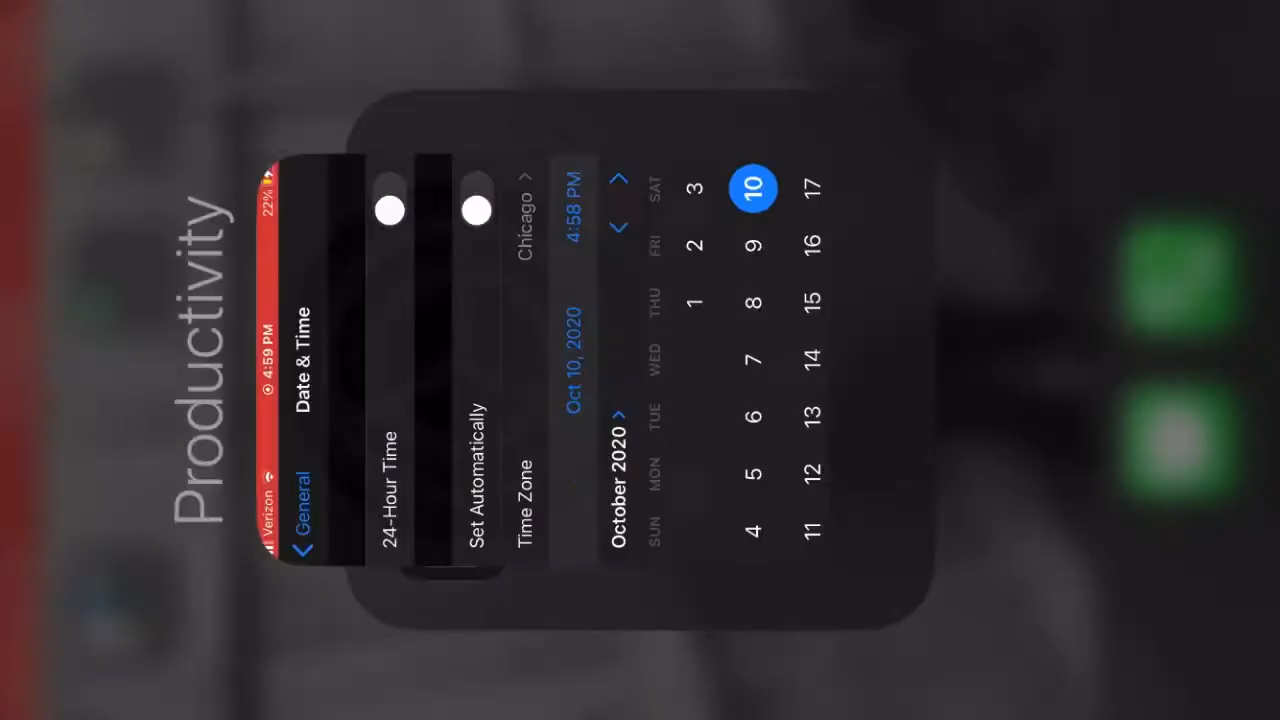 Productivity
Verizon 4:59 PM 22%
General Date & Time
24-Hour Time
Set Automatically
Time Zone Chicago
Oct 10, 2020 4:58 PM
October 2020
SUN MON TUE WED THU FRI SAT
1 2 3
4 5 6 7 8 9 10
11 12 13 14 15 16 17